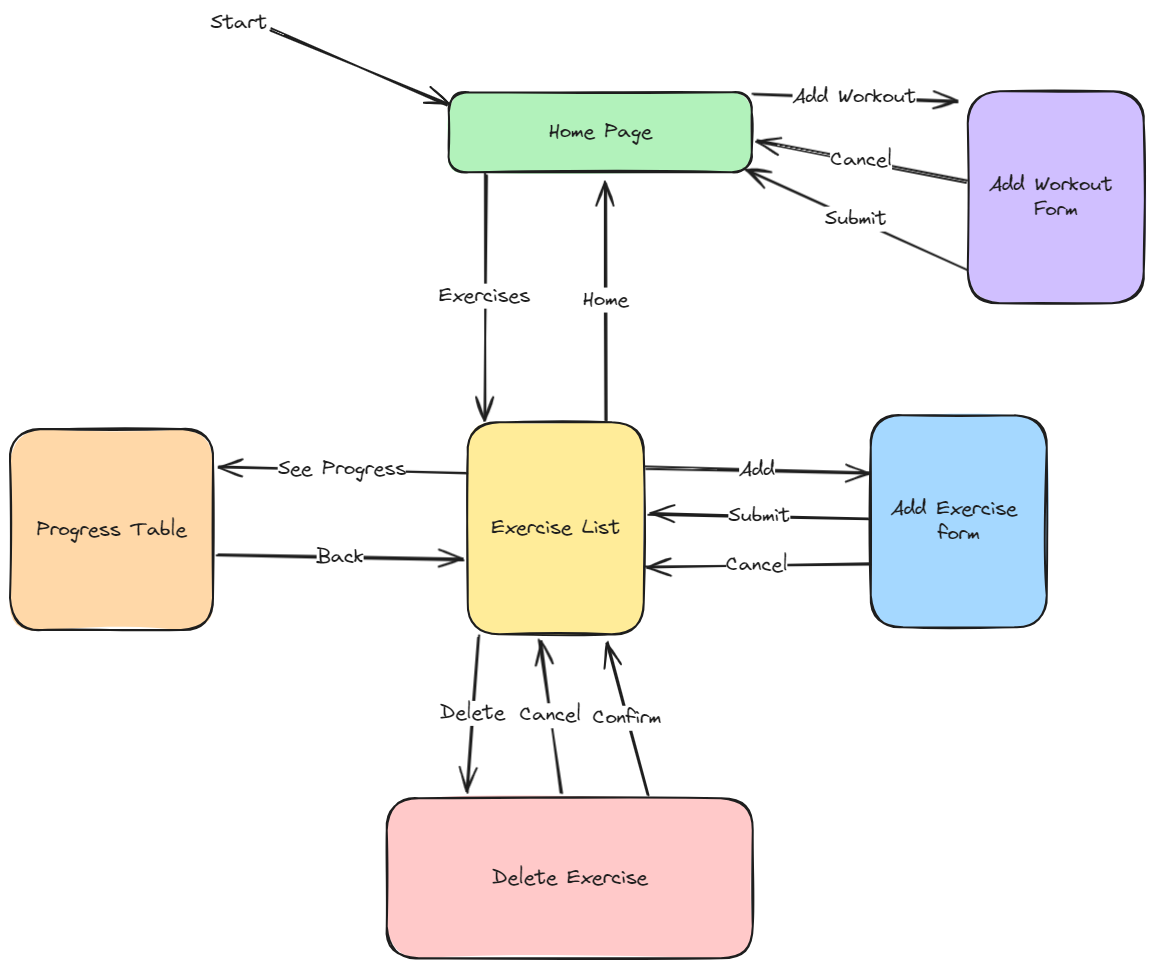 Start
Home Page
Add Workout
Cancel
Submit
Add Workout
Form
Exercises
Home
Progress Table
See Progress
Back
Exercise List
Add
Submit
Cancel
Add Exercise
form
Delete
Cancel
Confirm
Delete Exercise